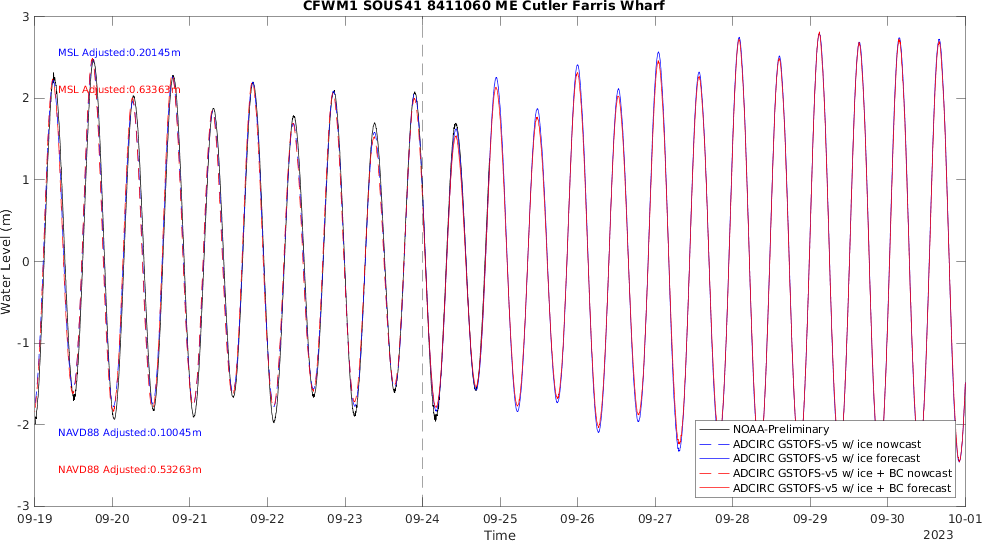 CFWM1 SOUS41 8411060 ME Cutler Farris Wharf
3
2
1
0
-1
-2
-3
Water Level (m)
MSL Adjusted:0.20145m
MSL Adjusted:0.63363m
NAVD88 Adjusted:0.10045m
NAVD88 Adjusted:0.53263m
NOAA-Preliminary
ADCIRC GSTOFS-v5 w/ ice nowcast
ADCIRC GSTOFS-v5 w/ ice forecast
ADCIRC GSTOFS-v5 w/ ice + BC nowcast
ADCIRC GSTOFS-v5 w/ ice + BC forecast
09-19 09-20 09-21 09-22 09-23 09-24 09-25 09-26 09-27 09-28 09-29 09-30 10-01
Time
2023